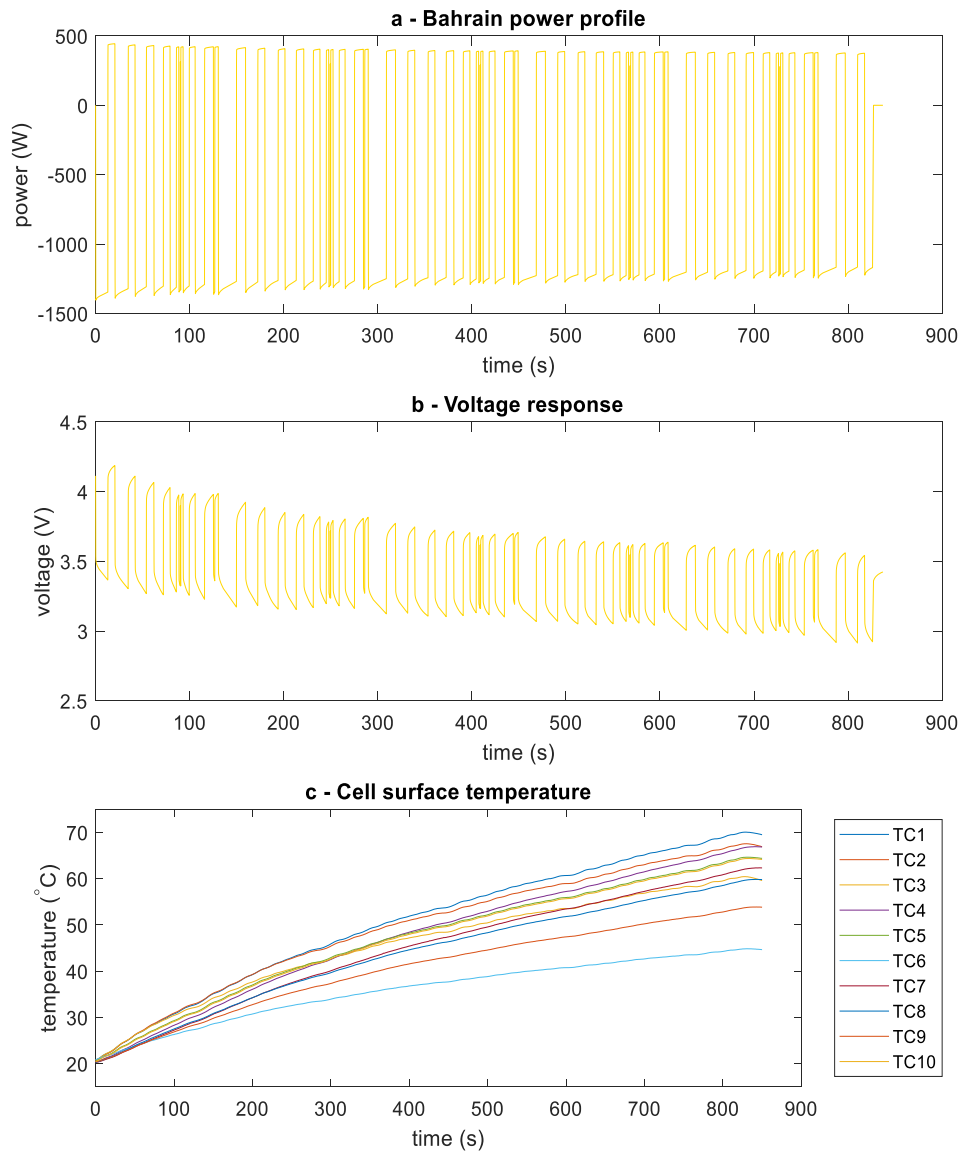 a - Bahrain power profile
500
0
-500
-1000
-1500
power (W)
0 100 200 300 400 500 600 700 800 900
time (s)
b - Voltage response
4.5
4
3.5
3
2.5
voltage (V)
0 100 200 300 400 500 600 700 800 900
time (s)
c - Cell surface temperature
70
60
50
40
30
20
temperature (°C)
0 100 200 300 400 500 600 700 800 900
time (s)
TC1
TC2
TC3
TC4
TC5
TC6
TC7
TC8
TC9
TC10